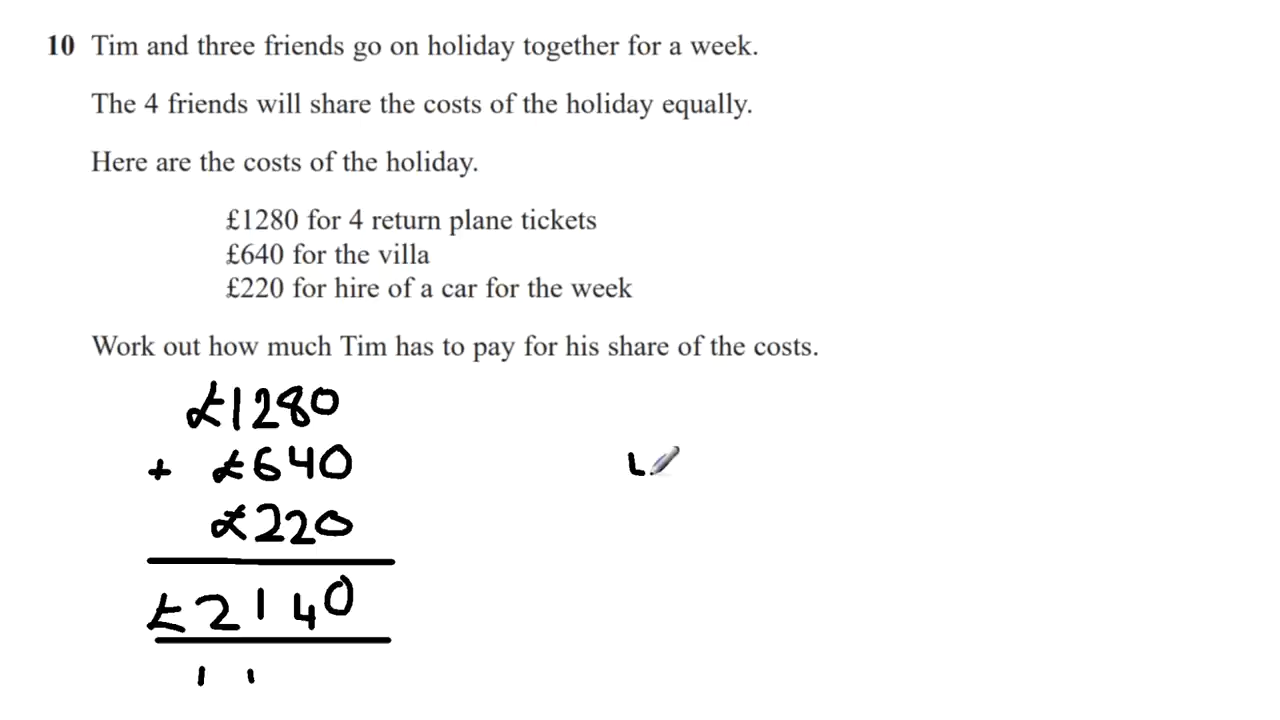 10 Tim and three friends go on holiday together for a week.
The 4 friends will share the costs of the holiday equally.
Here are the costs of the holiday.
£1280 for 4 return plane tickets
£640 for the villa
£220 for hire of a car for the week
Work out how much Tim has to pay for his share of the costs.
£1280
+ £640
£220
£2140
1 1